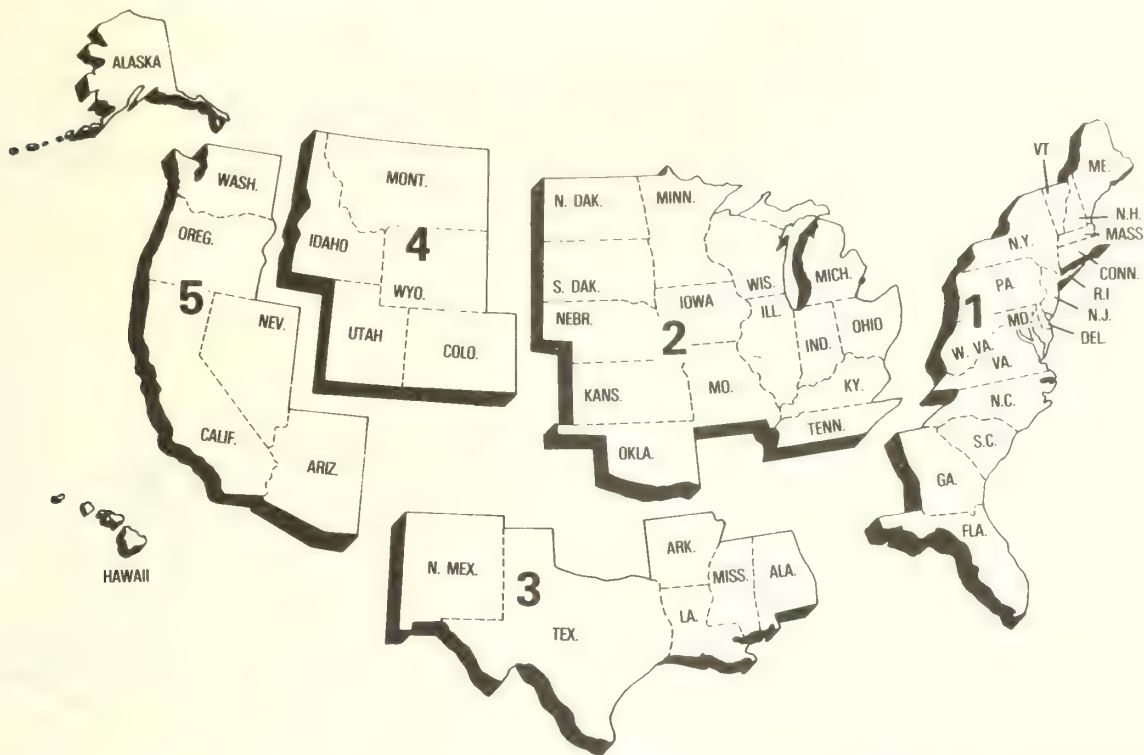 ALASKA
WASH.
OREG.
5
NEV.
CALIF.
ARIZ.
HAWAII
MONT.
IDAHO
4
WYO.
UTAH
COLO.
N. DAK.
MINN.
S. DAK.
WIS.
MICH.
NEBR.
IOWA
ILL.
2
IND.
OHIO
KANS.
MO.
KY.
OKLA.
TENN.
N. MEX.
3
TEX.
ARK.
MISS.
ALA.
LA.
VT
ME.
N.H.
MASS
N.Y.
CONN.
PA.
R.I
1
N.J.
MD.
DEL.
W. VA.
VA.
N.C.
S.C.
GA.
FLA.